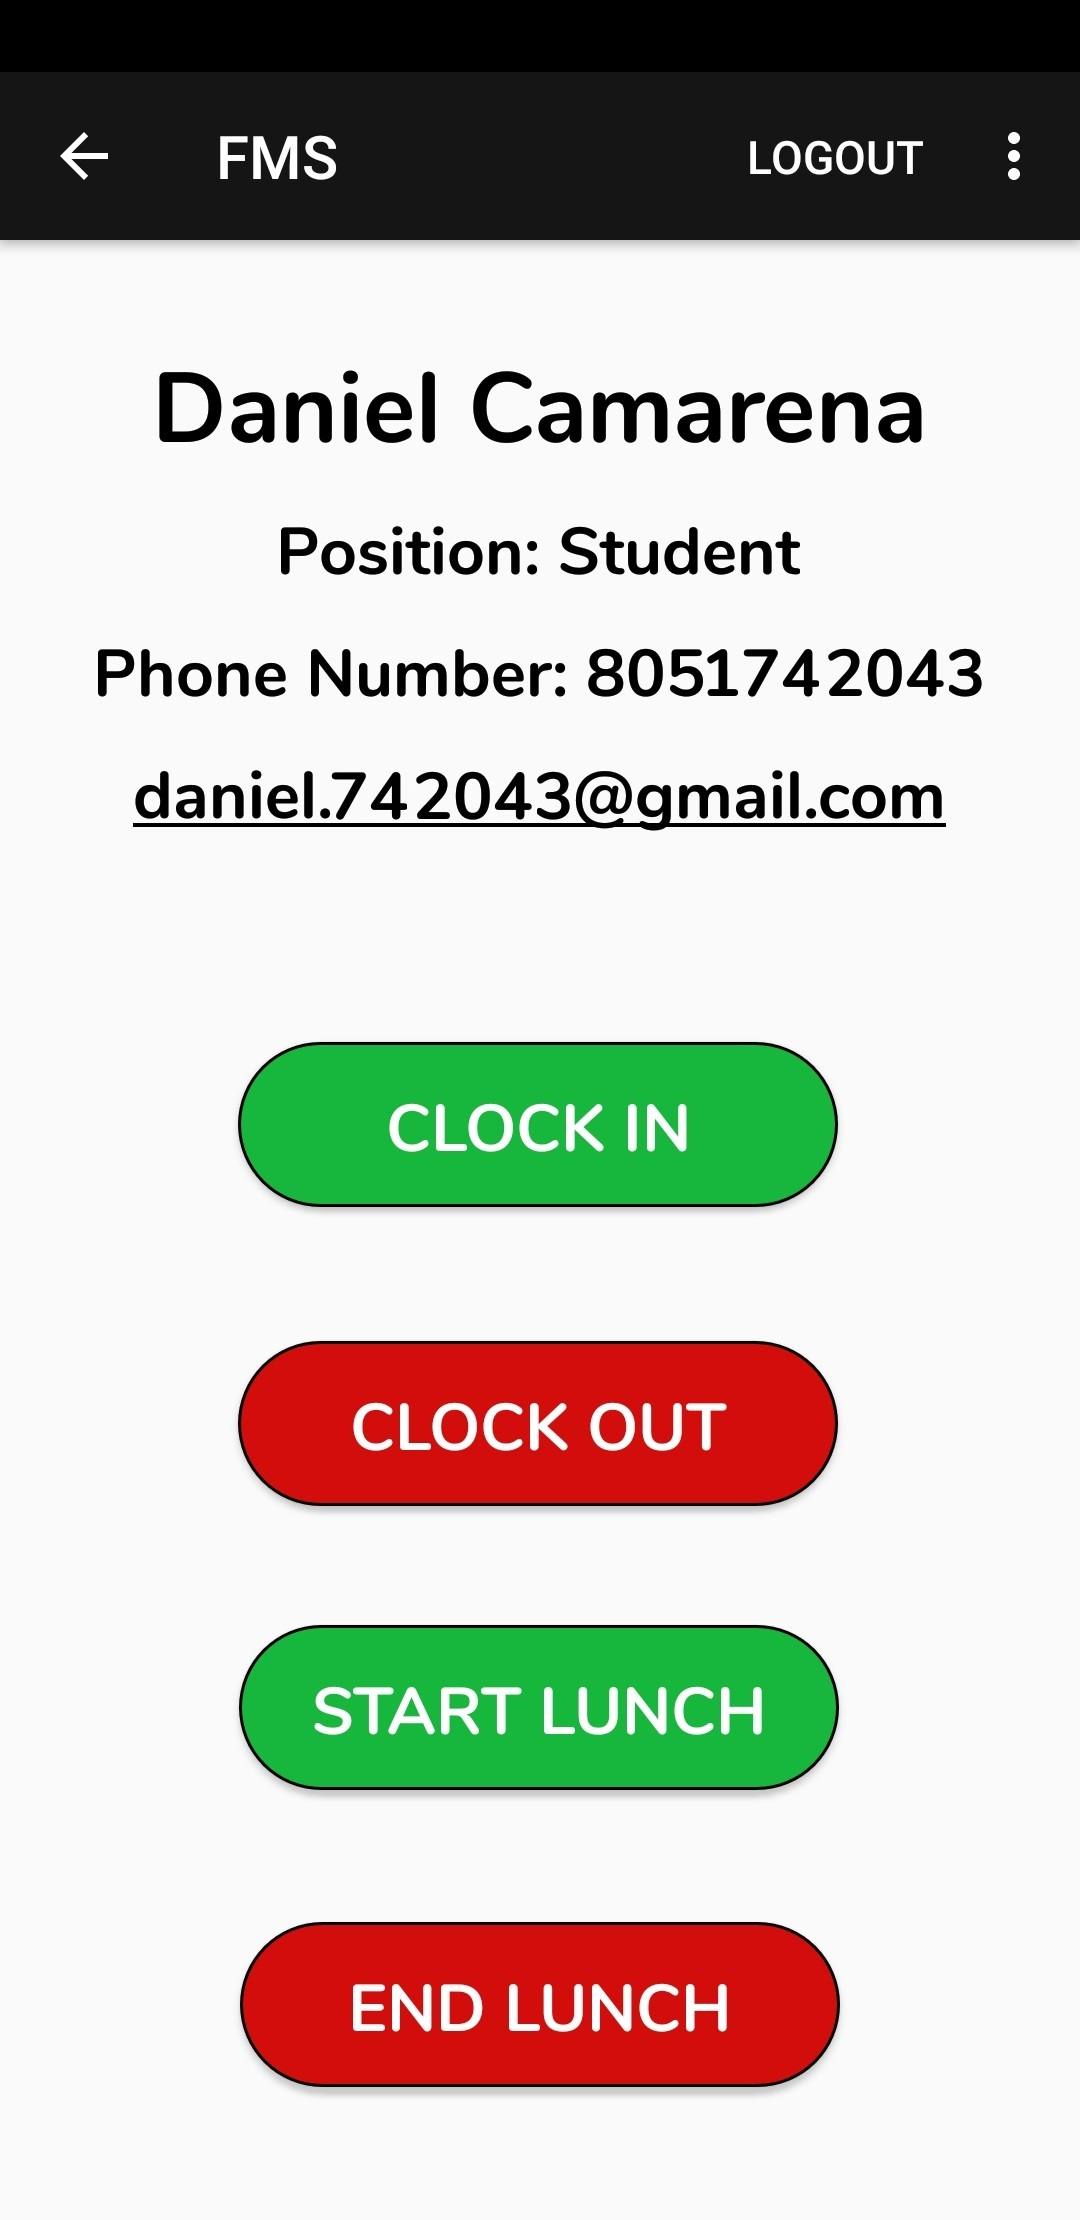 FMS LOGOUT
Daniel Camarena
Position: Student
Phone Number: 8051742043
daniel.742043@gmail.com
CLOCK IN
CLOCK OUT
START LUNCH
END LUNCH